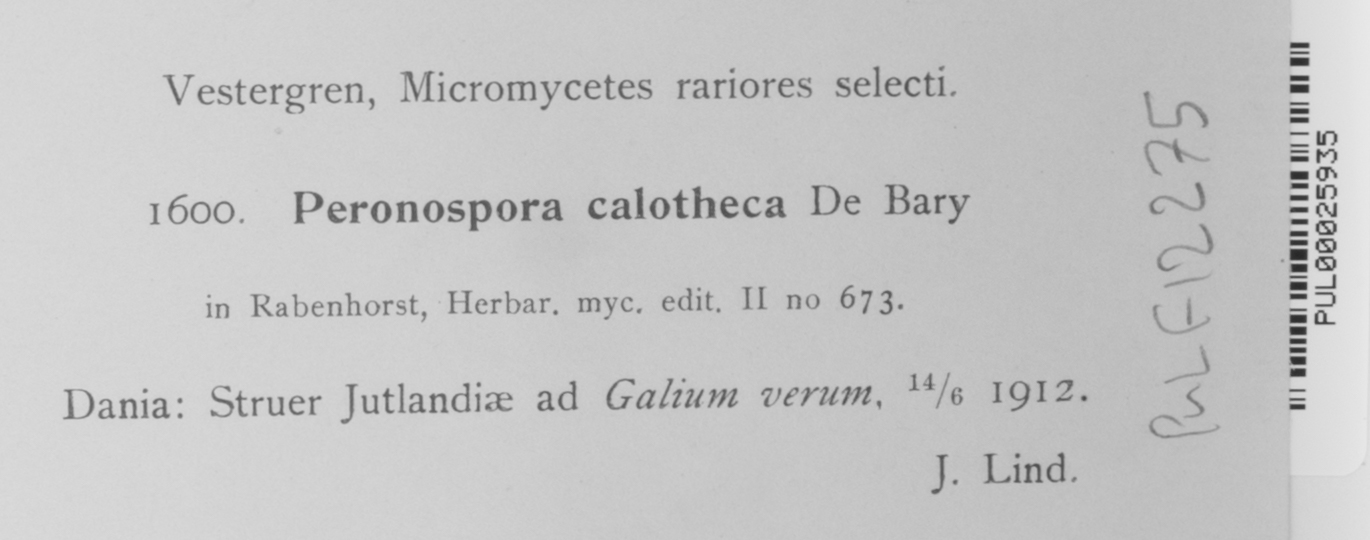 Vestergren, Micromycetes rariores selecti.
1600. Peronospora calotheca De Bary
in Rabenhorst, Herbar. myc. edit. II no 673.
Dania: Struer Jutlandiæ ad Galium verum, 14/6 1912.
J. Lind.
PUL F12275
PUL00025935